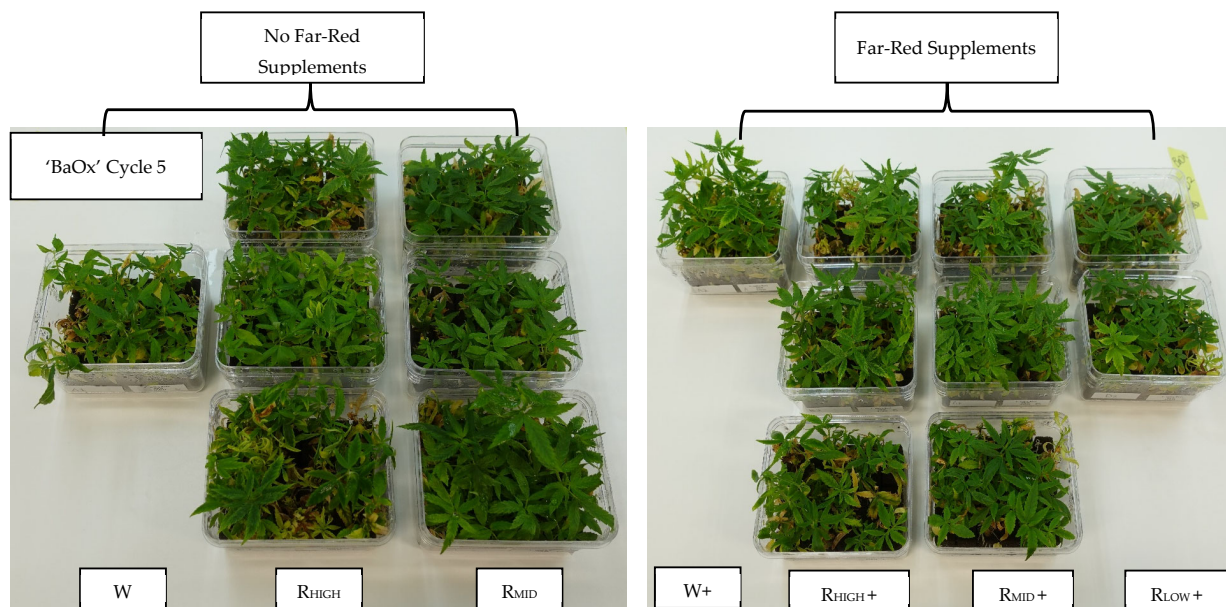 No Far-Red
Supplements
Far-Red Supplements
‘BaOx’ Cycle 5
W
RHIGH
RMID
W+
RHIGH +
RMID +
RLOW +